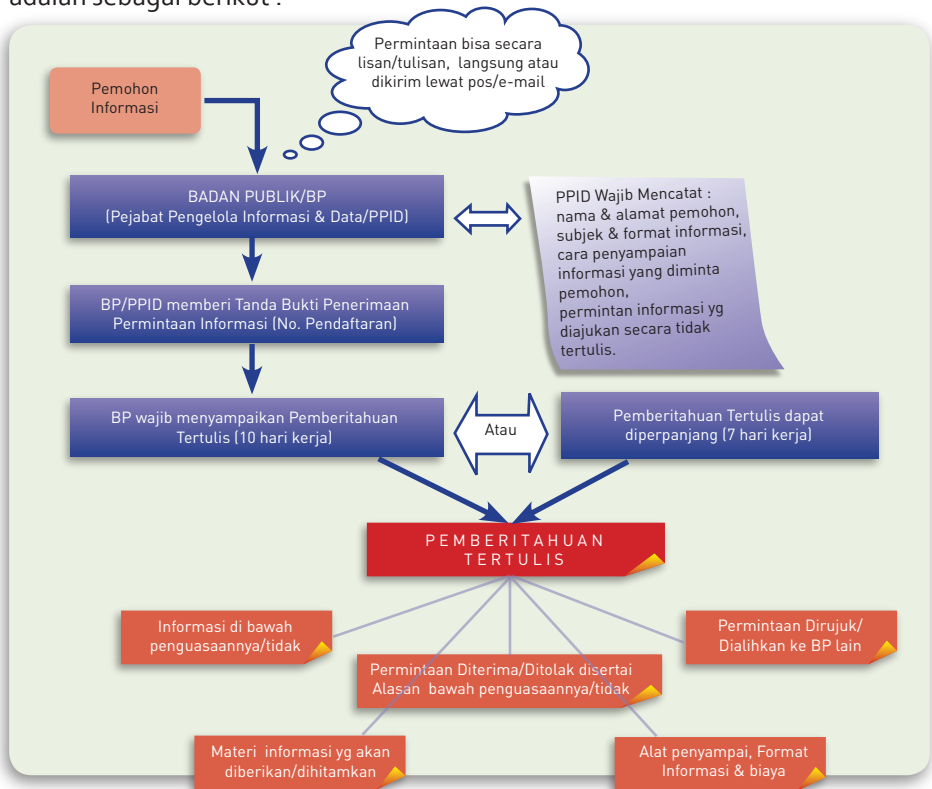 adalah sebagai berikut :
Permintaan bisa secara
lisan/tulisan, langsung atau
dikirim lewat pos/e-mail
Pemohon
Informasi
BADAN PUBLIK/BP
(Pejabat Pengelola Informasi & Data/PPID)
PPID Wajib Mencatat :
nama & alamat pemohon,
subjek & format informasi,
cara penyampaian
informasi yang diminta
pemohon,
permintan informasi yg
diajukan secara tidak
tertulis.
BP/PPID memberi Tanda Bukti Penerimaan
Permintaan Informasi (No. Pendaftaran)
BP wajib menyampaikan Pemberitahuan
Tertulis (10 hari kerja)
Atau
Pemberitahuan Tertulis dapat
diperpanjang (7 hari kerja)
PEMBERITAHUAN
TERTULIS
Informasi di bawah
penguasaannya/tidak
Permintaan Dirujuk/
Dialihkan ke BP lain
Permintaan Diterima/Ditolak disertai
Alasan bawah penguasaannya/tidak
Materi informasi yg akan
diberikan/dihitamkan
Alat penyampai, Format
Informasi & biaya